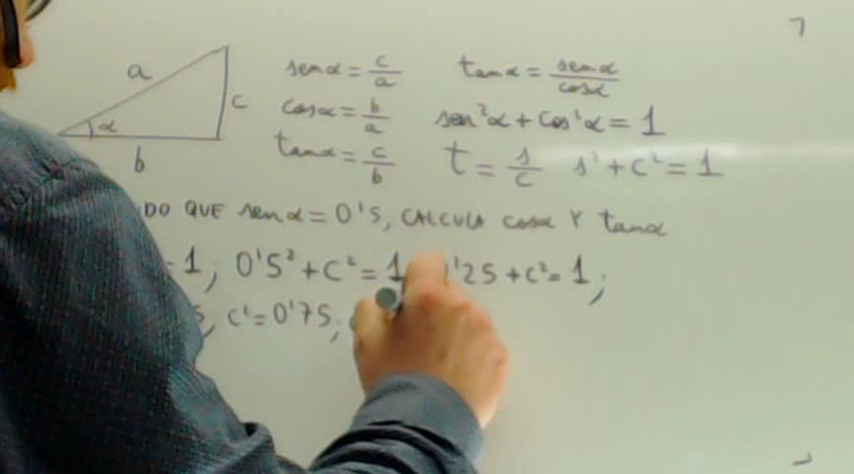 a
c
α
b
sen α = c/a
cos α = b/a
tan α = c/b
tan α = sen α/cos α
sen²α + cos²α = 1
t = s/c s² + c² = 1
DO QUE sen α = 0'5, CALCULA cos α Y tan α
= 1; 0'5² + c² = 1 '25 + c² = 1;
c² = 0'75;